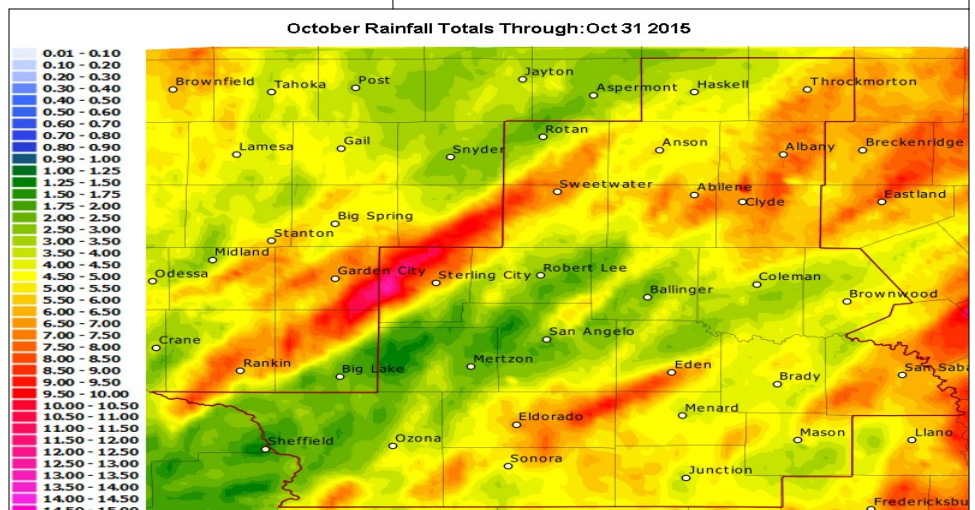 October Rainfall Totals Through:Oct 31 2015
0.01 - 0.10
0.10 - 0.20
0.20 - 0.30
0.30 - 0.40
0.40 - 0.50
0.50 - 0.60
0.60 - 0.70
0.70 - 0.80
0.80 - 0.90
0.90 - 1.00
1.00 - 1.25
1.25 - 1.50
1.50 - 1.75
1.75 - 2.00
2.00 - 2.50
2.50 - 3.00
3.00 - 3.50
3.50 - 4.00
4.00 - 4.50
4.50 - 5.00
5.00 - 5.50
5.50 - 6.00
6.00 - 6.50
6.50 - 7.00
7.00 - 7.50
7.50 - 8.00
8.00 - 8.50
8.50 - 9.00
9.00 - 9.50
9.50 - 10.00
10.00 - 10.50
10.50 - 11.00
11.00 - 11.50
11.50 - 12.00
12.00 - 12.50
12.50 - 13.00
13.00 - 13.50
13.50 - 14.00
14.00 - 14.50
14.50 - 15.00
Brownfield
Tahoka
Post
Jayton
Aspermont
Haskell
Throckmorton
Lamesa
Gail
Snyder
Rotan
Anson
Albany
Breckenridge
Sweetwater
Abilene
Clyde
Eastland
Big Spring
Stanton
Midland
Odessa
Garden City
Sterling City
Robert Lee
Ballinger
Coleman
Brownwood
Crane
Rankin
Big Lake
Mertzon
San Angelo
Eden
Brady
San Saba
Eldorado
Menard
Sheffield
Ozona
Sonora
Mason
Llano
Junction
Fredericksbu